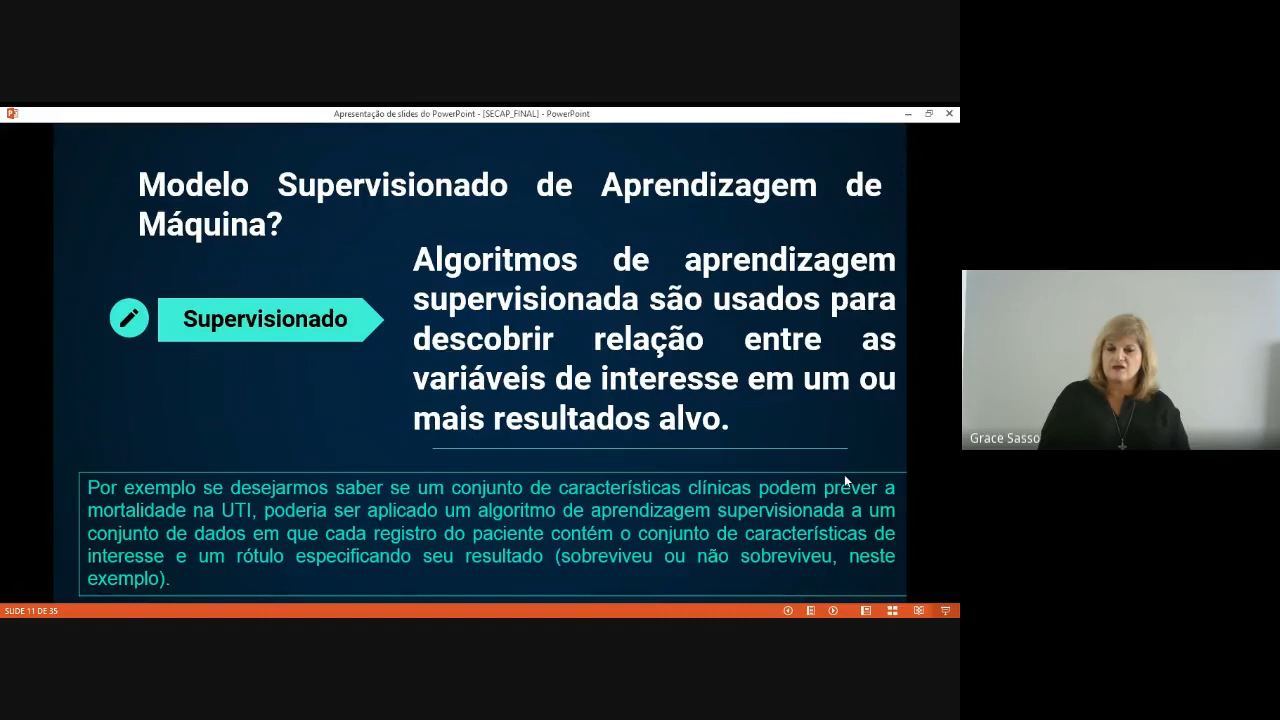 Apresentação de slides do PowerPoint - [SECAP_FINAL] - PowerPoint
Modelo Supervisionado de Aprendizagem de
Máquina?
Supervisionado
Algoritmos de aprendizagem
supervisionada são usados para
descobrir relação entre as
variáveis de interesse em um ou
mais resultados alvo.
Por exemplo se desejarmos saber se um conjunto de características clínicas podem prever a
mortalidade na UTI, poderia ser aplicado um algoritmo de aprendizagem supervisionada a um
conjunto de dados em que cada registro do paciente contém o conjunto de características de
interesse e um rótulo especificando seu resultado (sobreviveu ou não sobreviveu, neste
exemplo).
SLIDE 11 DE 35
Grace Sasso